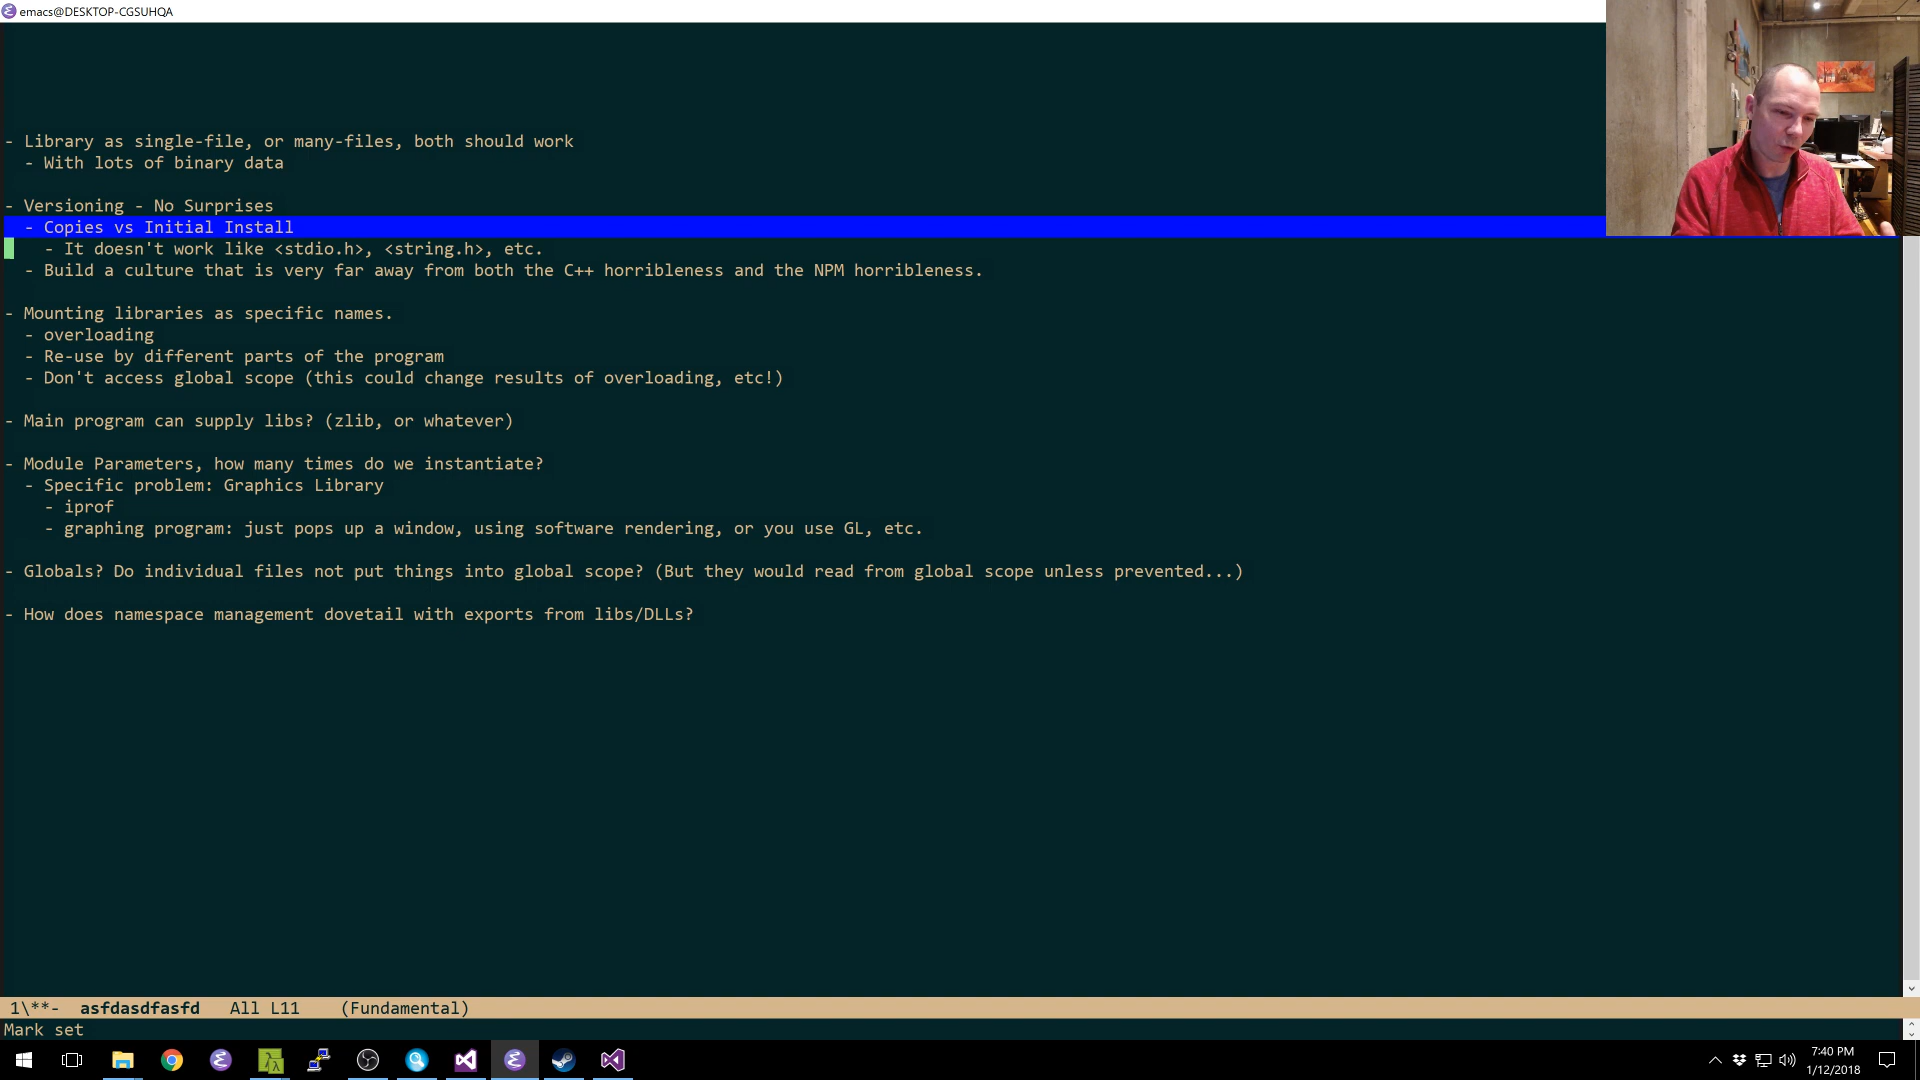 emacs@DESKTOP-CGSUHQA
- Library as single-file, or many-files, both should work
- With lots of binary data
- Versioning - No Surprises
- Copies vs Initial Install
- It doesn't work like <stdio.h>, <string.h>, etc.
- Build a culture that is very far away from both the C++ horribleness and the NPM horribleness.
- Mounting libraries as specific names.
- overloading
- Re-use by different parts of the program
- Don't access global scope (this could change results of overloading, etc!)
- Main program can supply libs? (zlib, or whatever)
- Module Parameters, how many times do we instantiate?
- Specific problem: Graphics Library
- iprof
- graphing program: just pops up a window, using software rendering, or you use GL, etc.
- Globals? Do individual files not put things into global scope? (But they would read from global scope unless prevented...)
- How does namespace management dovetail with exports from libs/DLLs?
1\**-  asfdasdfasfd   All L11    (Fundamental)
Mark set
7:40 PM
1/12/2018